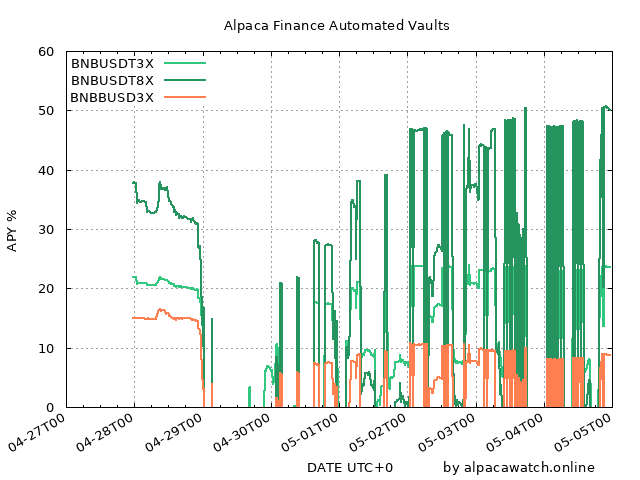 Alpaca Finance Automated Vaults
BNBUSDT3X
BNBUSDT8X
BNBBUSD3X
60
50
40
30
20
10
0
APY %
04-27T00
04-28T00
04-29T00
04-30T00
05-01T00
05-02T00
05-03T00
05-04T00
05-05T00
DATE UTC+0
by alpacawatch.online